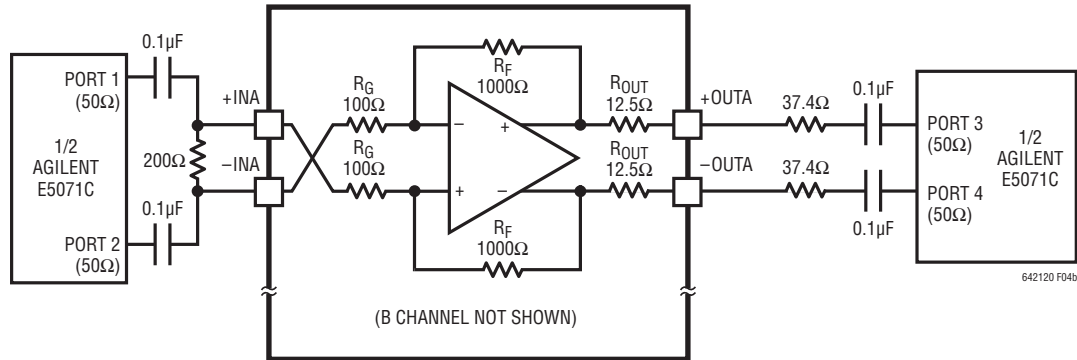 0.1µF
PORT 1
(50Ω)
1/2
AGILENT
E5071C
PORT 2
(50Ω)
0.1µF
200Ω
+INA
−INA
RG
100Ω
RG
100Ω
RF
1000Ω
−
+
+
−
RF
1000Ω
ROUT
12.5Ω
ROUT
12.5Ω
(B CHANNEL NOT SHOWN)
+OUTA
−OUTA
37.4Ω
37.4Ω
0.1µF
0.1µF
PORT 3
(50Ω)
1/2
AGILENT
E5071C
PORT 4
(50Ω)
642120 F04b